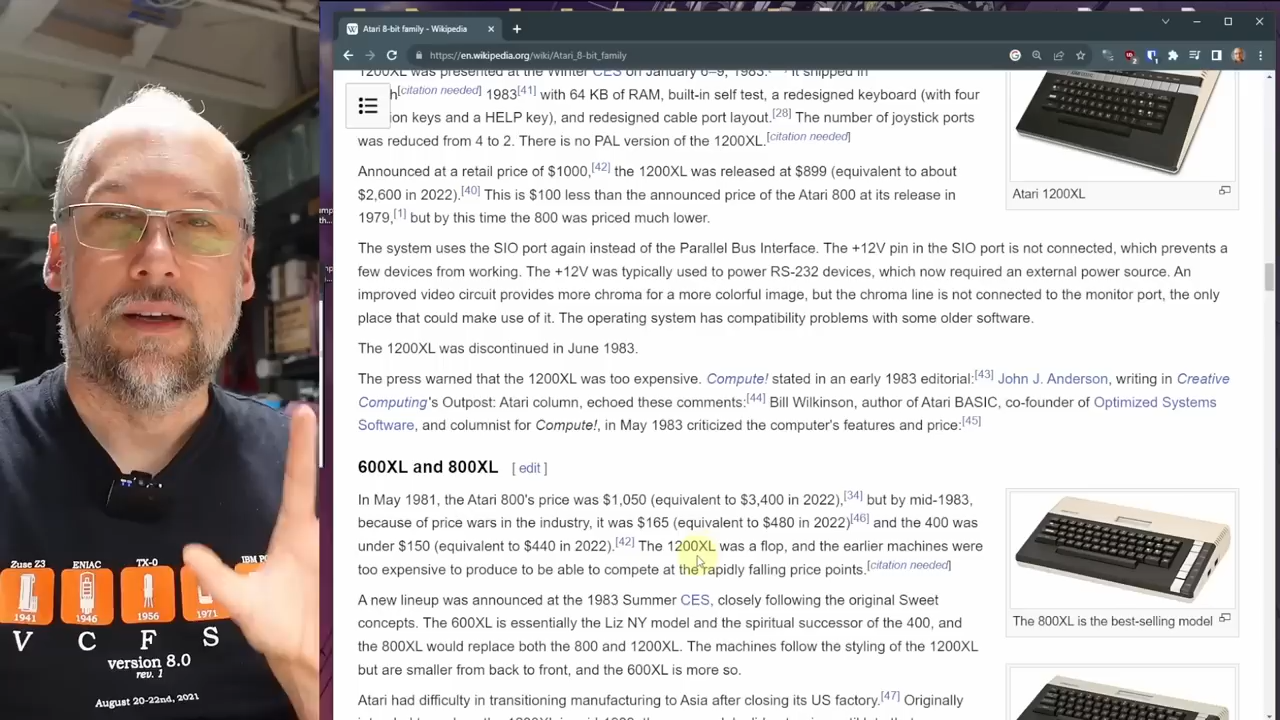 Atari 8-bit family - Wikipedia
https://en.wikipedia.org/wiki/Atari_8-bit_family
1200XL was presented at the Winter CES on January 6–9, 1983. It shipped in
[citation needed] 1983[41] with 64 KB of RAM, built-in self test, a redesigned keyboard (with four
keys and a HELP key), and redesigned cable port layout.[28] The number of joystick ports
was reduced from 4 to 2. There is no PAL version of the 1200XL.[citation needed]
Atari 1200XL
Announced at a retail price of $1000,[42] the 1200XL was released at $899 (equivalent to about
$2,600 in 2022).[40] This is $100 less than the announced price of the Atari 800 at its release in
1979,[1] but by this time the 800 was priced much lower.
The system uses the SIO port again instead of the Parallel Bus Interface. The +12V pin in the SIO port is not connected, which prevents a
few devices from working. The +12V was typically used to power RS-232 devices, which now required an external power source. An
improved video circuit provides more chroma for a more colorful image, but the chroma line is not connected to the monitor port, the only
place that could make use of it. The operating system has compatibility problems with some older software.
The 1200XL was discontinued in June 1983.
The press warned that the 1200XL was too expensive. Compute! stated in an early 1983 editorial:[43] John J. Anderson, writing in Creative
Computing's Outpost: Atari column, echoed these comments:[44] Bill Wilkinson, author of Atari BASIC, co-founder of Optimized Systems
Software, and columnist for Compute!, in May 1983 criticized the computer's features and price:[45]
600XL and 800XL [ edit ]
In May 1981, the Atari 800's price was $1,050 (equivalent to $3,400 in 2022),[34] but by mid-1983,
because of price wars in the industry, it was $165 (equivalent to $480 in 2022)[46] and the 400 was
under $150 (equivalent to $440 in 2022).[42] The 1200XL was a flop, and the earlier machines were
too expensive to produce to be able to compete at the rapidly falling price points.[citation needed]
The 800XL is the best-selling model
A new lineup was announced at the 1983 Summer CES, closely following the original Sweet
concepts. The 600XL is essentially the Liz NY model and the spiritual successor of the 400, and
the 800XL would replace both the 800 and 1200XL. The machines follow the styling of the 1200XL
but are smaller from back to front, and the 600XL is more so.
Atari had difficulty in transitioning manufacturing to Asia after closing its US factory.[47] Originally
Zuse Z3 ENIAC TX-0 IBM PC
1941 1946 1956 1971
V C F S
version 8.0
rev. 1
August 20-22nd, 2021